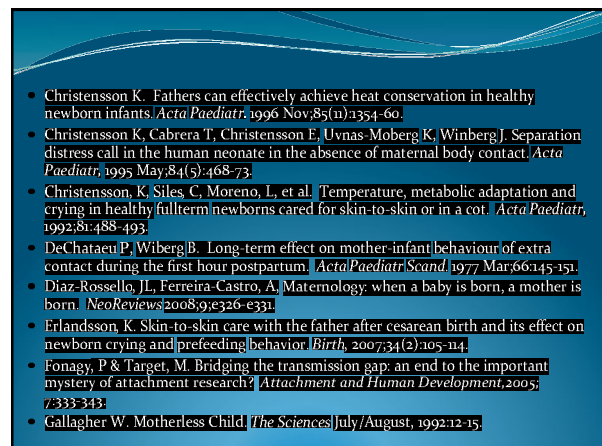 • Christensson K.  Fathers can effectively achieve heat conservation in healthy
newborn infants. Acta Paediatr. 1996 Nov;85(11):1354-60.
• Christensson K, Cabrera T, Christensson E, Uvnas-Moberg K, Winberg J. Separation
distress call in the human neonate in the absence of maternal body contact. Acta
Paediatr, 1995 May;84(5):468-73.
• Christensson, K, Siles, C, Moreno, L, et al.  Temperature, metabolic adaptation and
crying in healthy fullterm newborns cared for skin-to-skin or in a cot.  Acta Paediatr,
1992;81:488-493.
• DeChataeu P, Wiberg B.  Long-term effect on mother-infant behaviour of extra
contact during the first hour postpartum.  Acta Paediatr Scand. 1977 Mar;66:145-151.
• Diaz-Rossello, JL, Ferreira-Castro, A, Maternology: when a baby is born, a mother is
born.  NeoReviews 2008;9;e326-e331.
• Erlandsson, K. Skin-to-skin care with the father after cesarean birth and its effect on
newborn crying and prefeeding behavior. Birth, 2007;34(2):105-114.
• Fonagy, P & Target, M. Bridging the transmission gap: an end to the important
mystery of attachment research?  Attachment and Human Development,2005;
7:333-343.
• Gallagher W. Motherless Child. The Sciences July/August, 1992:12-15.